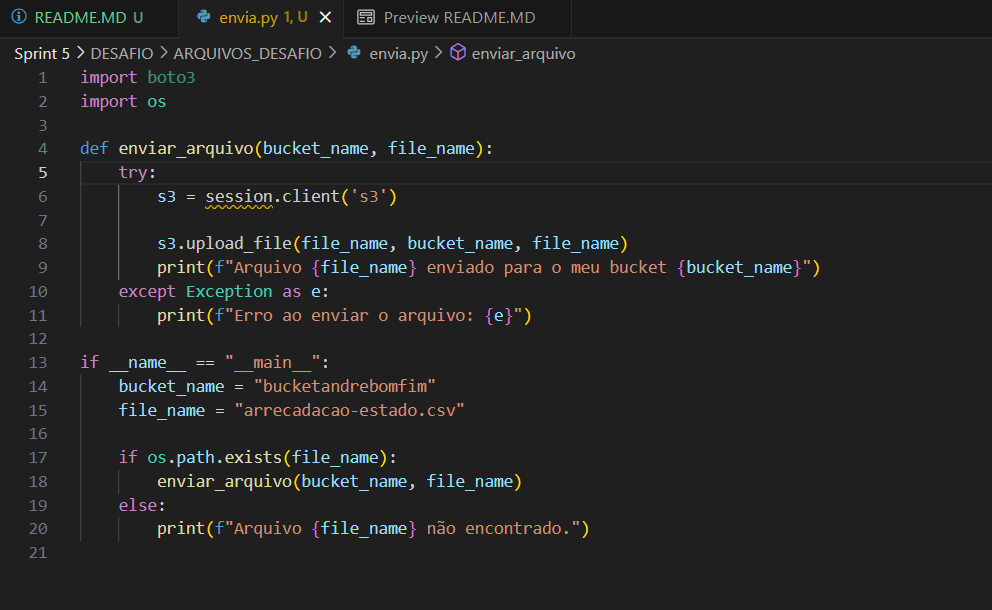 README.MD U envia.py 1, U Preview README.MD
Sprint 5 > DESAFIO > ARQUIVOS_DESAFIO > envia.py > enviar_arquivo
1 import boto3
2 import os
3
4 def enviar_arquivo(bucket_name, file_name):
5     try:
6         s3 = session.client('s3')
7
8         s3.upload_file(file_name, bucket_name, file_name)
9         print(f"Arquivo {file_name} enviado para o meu bucket {bucket_name}")
10     except Exception as e:
11         print(f"Erro ao enviar o arquivo: {e}")
12
13 if __name__ == "__main__":
14     bucket_name = "bucketandrebomfim"
15     file_name = "arrecadacao-estado.csv"
16
17     if os.path.exists(file_name):
18         enviar_arquivo(bucket_name, file_name)
19     else:
20         print(f"Arquivo {file_name} não encontrado.")
21